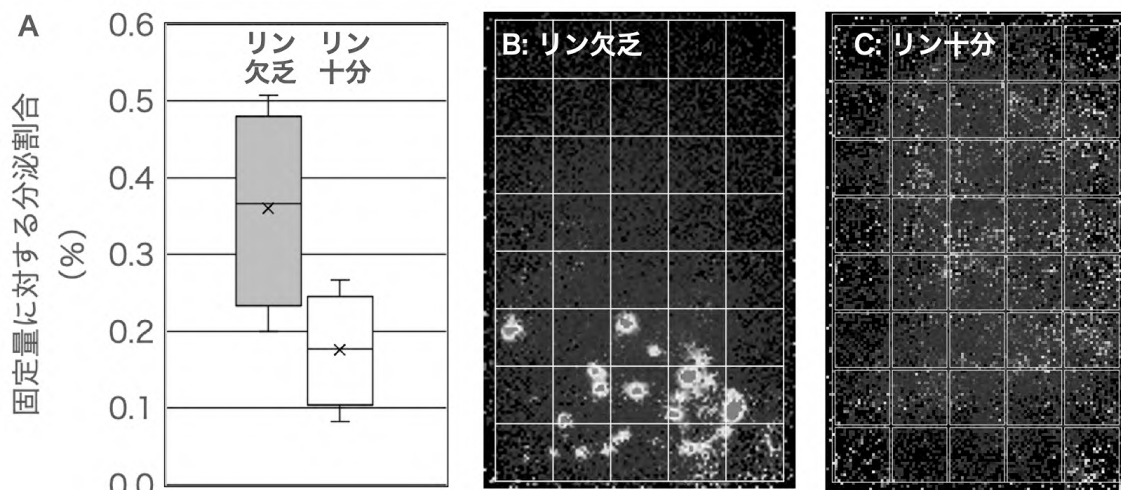 A
固定量に対する分泌割合
(%)
0.6
0.5
0.4
0.3
0.2
0.1
0.0
リン
欠乏
リン
十分
B: リン欠乏
C: リン十分